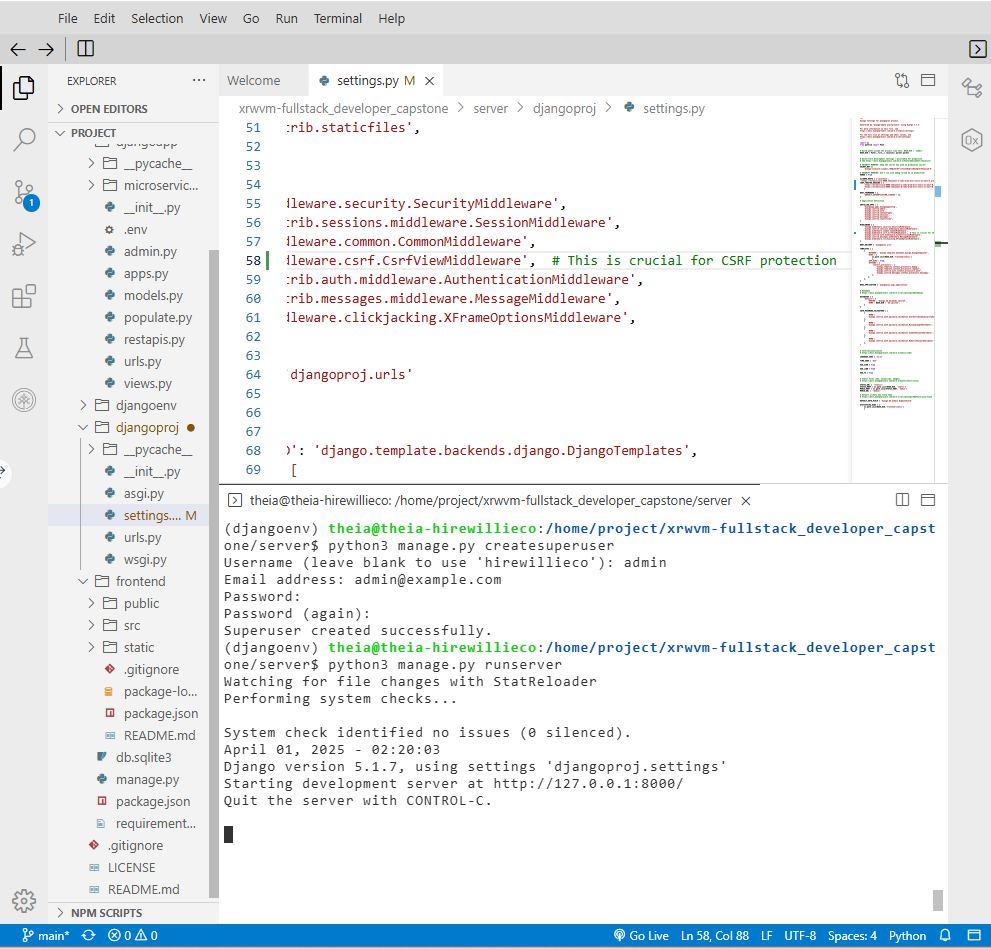 File Edit Selection View Go Run Terminal Help
EXPLORER ···
OPEN EDITORS
PROJECT
djangoapp
__pycache__
microservic...
__init__.py
.env
admin.py
apps.py
models.py
populate.py
restapis.py
urls.py
views.py
djangoenv
djangoproj
__pycache__
__init__.py
asgi.py
settings.... M
urls.py
wsgi.py
frontend
public
src
static
.gitignore
package-lo...
package.json
README.md
db.sqlite3
manage.py
package.json
requirement...
.gitignore
LICENSE
README.md
NPM SCRIPTS
1
Welcome settings.py M
xrwvm-fullstack_developer_capstone > server > djangoproj > settings.py
51 :rib.staticfiles',
52
53
54
55 dleware.security.SecurityMiddleware',
56 :rib.sessions.middleware.SessionMiddleware',
57 dleware.common.CommonMiddleware',
58 dleware.csrf.CsrfViewMiddleware',  # This is crucial for CSRF protection
59 :rib.auth.middleware.AuthenticationMiddleware',
60 :rib.messages.middleware.MessageMiddleware',
61 dleware.clickjacking.XFrameOptionsMiddleware',
62
63
64 'djangoproj.urls'
65
66
67
68 )': 'django.template.backends.django.DjangoTemplates',
69 [
0x
theia@theia-hirewillieco: /home/project/xrwvm-fullstack_developer_capstone/server
(djangoenv) theia@theia-hirewillieco:/home/project/xrwvm-fullstack_developer_capst
one/server$ python3 manage.py createsuperuser
Username (leave blank to use 'hirewillieco'): admin
Email address: admin@example.com
Password:
Password (again):
Superuser created successfully.
(djangoenv) theia@theia-hirewillieco:/home/project/xrwvm-fullstack_developer_capst
one/server$ python3 manage.py runserver
Watching for file changes with StatReloader
Performing system checks...
System check identified no issues (0 silenced).
April 01, 2025 - 02:20:03
Django version 5.1.7, using settings 'djangoproj.settings'
Starting development server at http://127.0.0.1:8000/
Quit the server with CONTROL-C.
main* 0 0 Go Live Ln 58, Col 88 LF UTF-8 Spaces: 4 Python